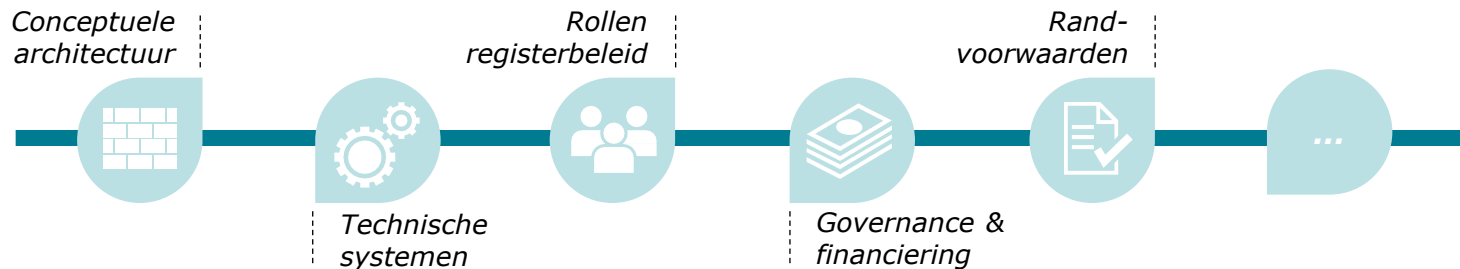 Conceptuele
architectuur
Technische
systemen
Rollen
registerbeleid
Governance &
financiering
Rand-
voorwaarden
...